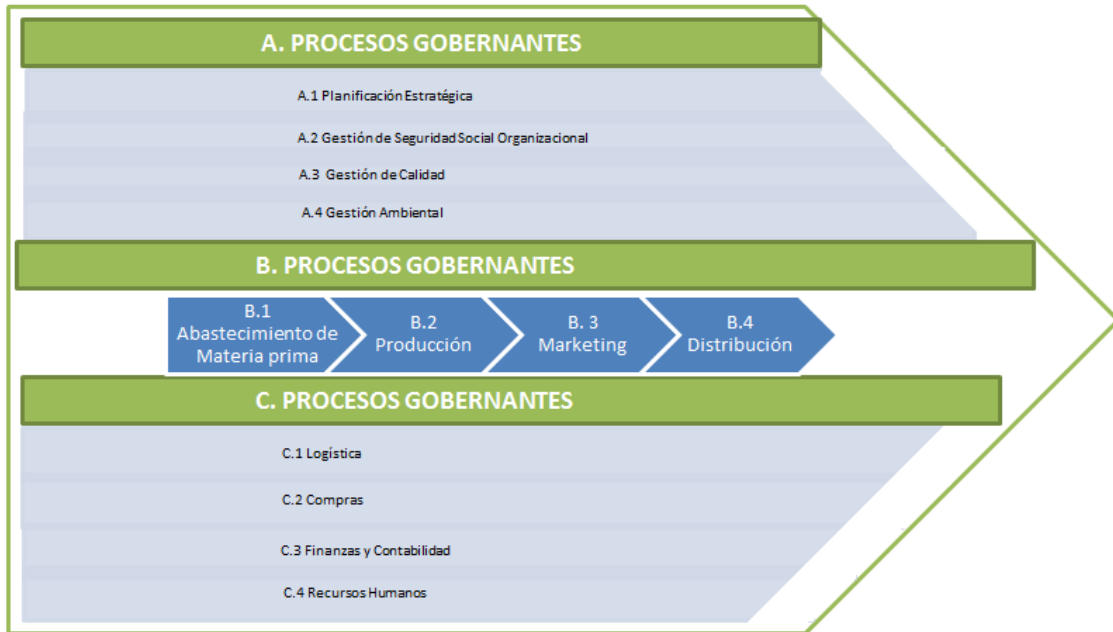 A. PROCESOS GOBERNANTES
A.1 Planificación Estratégica
A.2 Gestión de Seguridad Social Organizacional
A.3 Gestión de Calidad
A.4 Gestión Ambiental
B. PROCESOS GOBERNANTES
B.1
Abastecimiento de
Materia prima
B.2
Producción
B. 3
Marketing
B.4
Distribución
C. PROCESOS GOBERNANTES
C.1 Logística
C.2 Compras
C.3 Finanzas y Contabilidad
C.4 Recursos Humanos